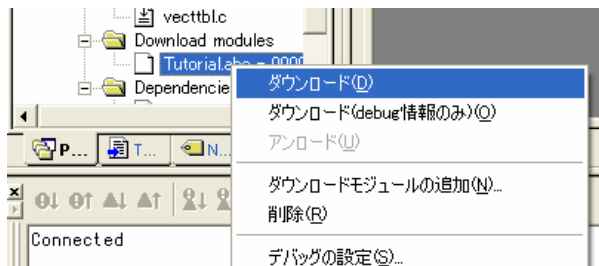 vecttbl.c
Download modules
Tutorial.abs - 0000
Dependencie
ダウンロード(D)
ダウンロード(debug情報のみ)(O)
アンロード(U)
P... T... N...
ダウンロードモジュールの追加(N)...
削除(R)
Connected
デバッグの設定(S)...